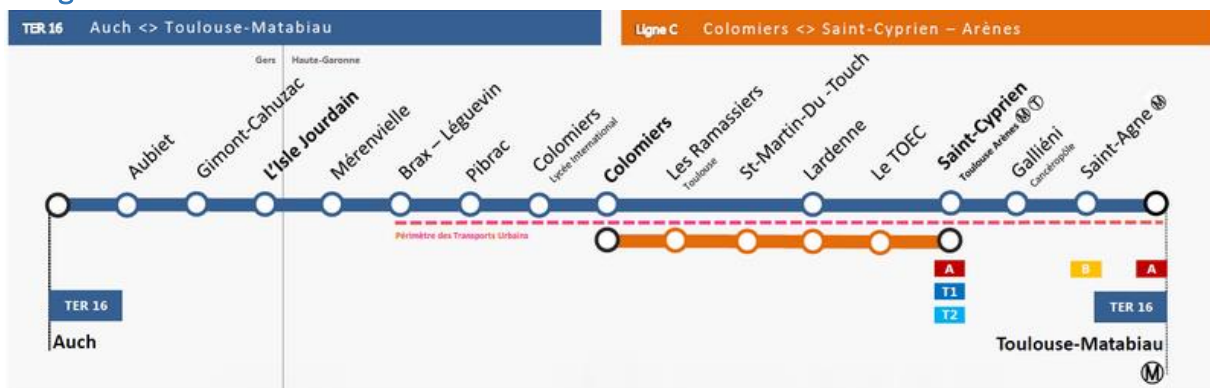 TER 16 Auch <> Toulouse-Matabiau
Ligne C Colomiers <> Saint-Cyprien – Arènes
Gers
Haute-Garonne
Aubiet
Gimont-Cahuzac
L'Isle Jourdain
Mérenvielle
Brax – Léguevin
Pibrac
Colomiers
Lycée International
Colomiers
Les Ramassiers
Toulouse
St-Martin-Du -Touch
Lardenne
Le TOEC
Saint-Cyprien
Toulouse Arènes Ⓜ Ⓣ
Galliéni
Cancéropôle
Saint-Agne Ⓜ
Périmètre des Transports Urbains
A
T1
T2
B
A
TER 16
Auch
TER 16
Toulouse-Matabiau
Ⓜ